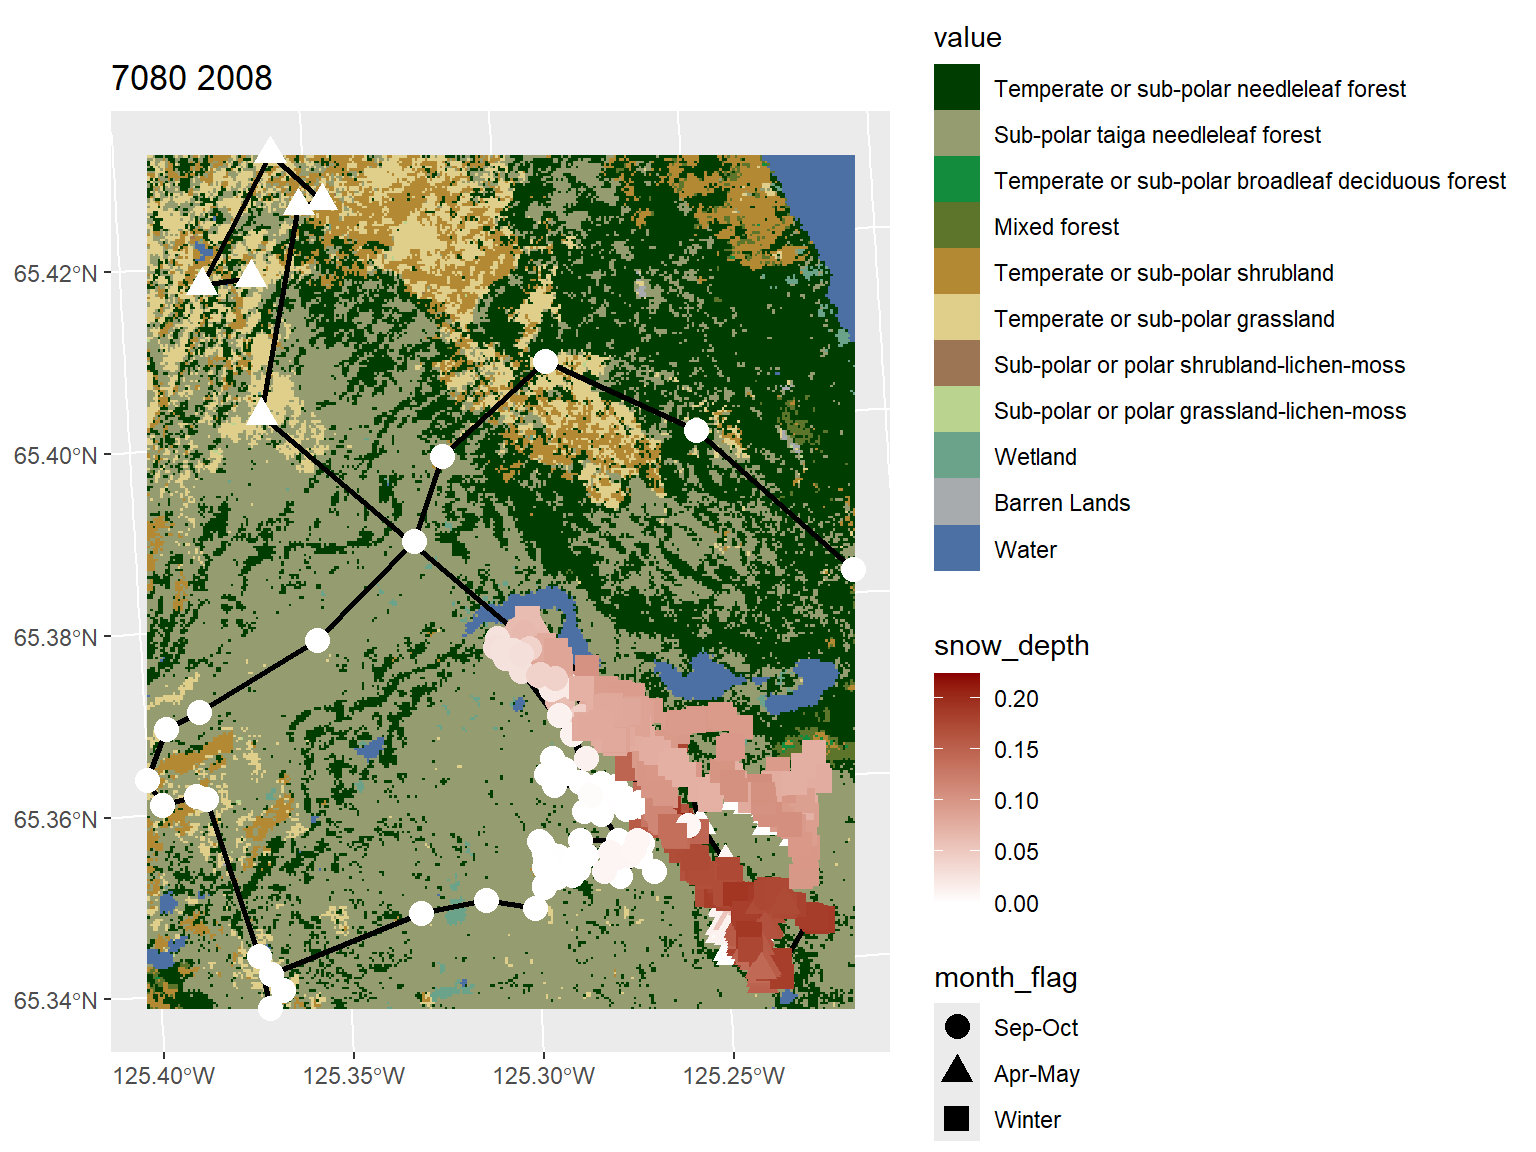 7080 2008
65.42°N
65.40°N
65.38°N
65.36°N
65.34°N
125.40°W
125.35°W
125.30°W
125.25°W
value
Temperate or sub-polar needleleaf forest
Sub-polar taiga needleleaf forest
Temperate or sub-polar broadleaf deciduous forest
Mixed forest
Temperate or sub-polar shrubland
Temperate or sub-polar grassland
Sub-polar or polar shrubland-lichen-moss
Sub-polar or polar grassland-lichen-moss
Wetland
Barren Lands
Water
snow_depth
0.20
0.15
0.10
0.05
0.00
month_flag
Sep-Oct
Apr-May
Winter